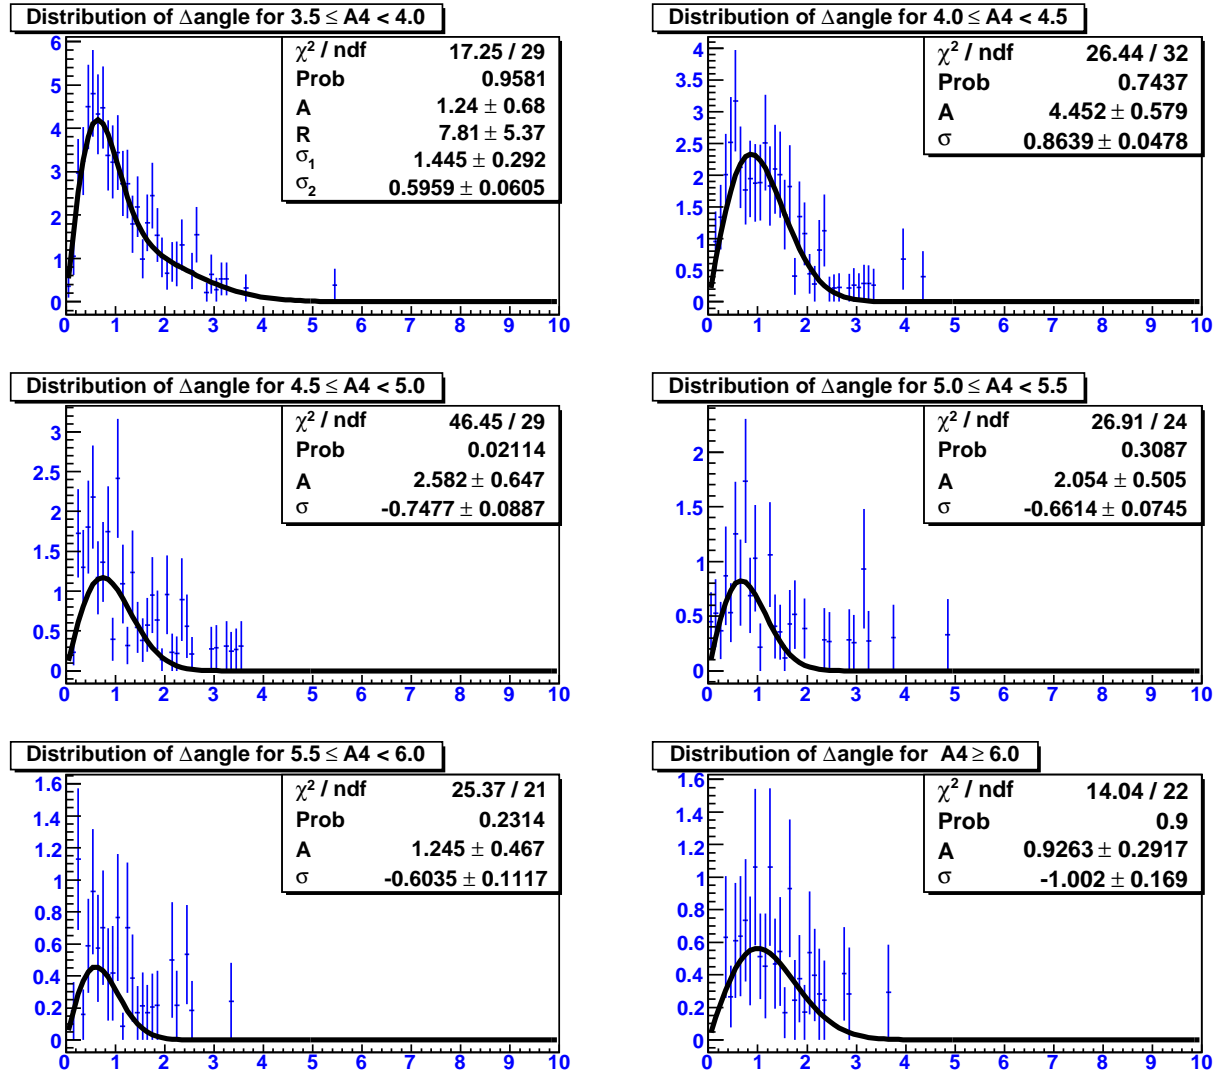 Distribution of Δangle for 3.5 ≤ A4 < 4.0
χ² / ndf 17.25 / 29
Prob 0.9581
A 1.24 ± 0.68
R 7.81 ± 5.37
σ₁ 1.445 ± 0.292
σ₂ 0.5959 ± 0.0605
6
5
4
3
2
1
0
0 1 2 3 4 5 6 7 8 9 10
Distribution of Δangle for 4.0 ≤ A4 < 4.5
χ² / ndf 26.44 / 32
Prob 0.7437
A 4.452 ± 0.579
σ 0.8639 ± 0.0478
4
3.5
3
2.5
2
1.5
1
0.5
0
0 1 2 3 4 5 6 7 8 9 10
Distribution of Δangle for 4.5 ≤ A4 < 5.0
χ² / ndf 46.45 / 29
Prob 0.02114
A 2.582 ± 0.647
σ -0.7477 ± 0.0887
3
2.5
2
1.5
1
0.5
0
0 1 2 3 4 5 6 7 8 9 10
Distribution of Δangle for 5.0 ≤ A4 < 5.5
χ² / ndf 26.91 / 24
Prob 0.3087
A 2.054 ± 0.505
σ -0.6614 ± 0.0745
2
1.5
1
0.5
0
0 1 2 3 4 5 6 7 8 9 10
Distribution of Δangle for 5.5 ≤ A4 < 6.0
χ² / ndf 25.37 / 21
Prob 0.2314
A 1.245 ± 0.467
σ -0.6035 ± 0.1117
1.6
1.4
1.2
1
0.8
0.6
0.4
0.2
0
0 1 2 3 4 5 6 7 8 9 10
Distribution of Δangle for A4 ≥ 6.0
χ² / ndf 14.04 / 22
Prob 0.9
A 0.9263 ± 0.2917
σ -1.002 ± 0.169
1.6
1.4
1.2
1
0.8
0.6
0.4
0.2
0
0 1 2 3 4 5 6 7 8 9 10